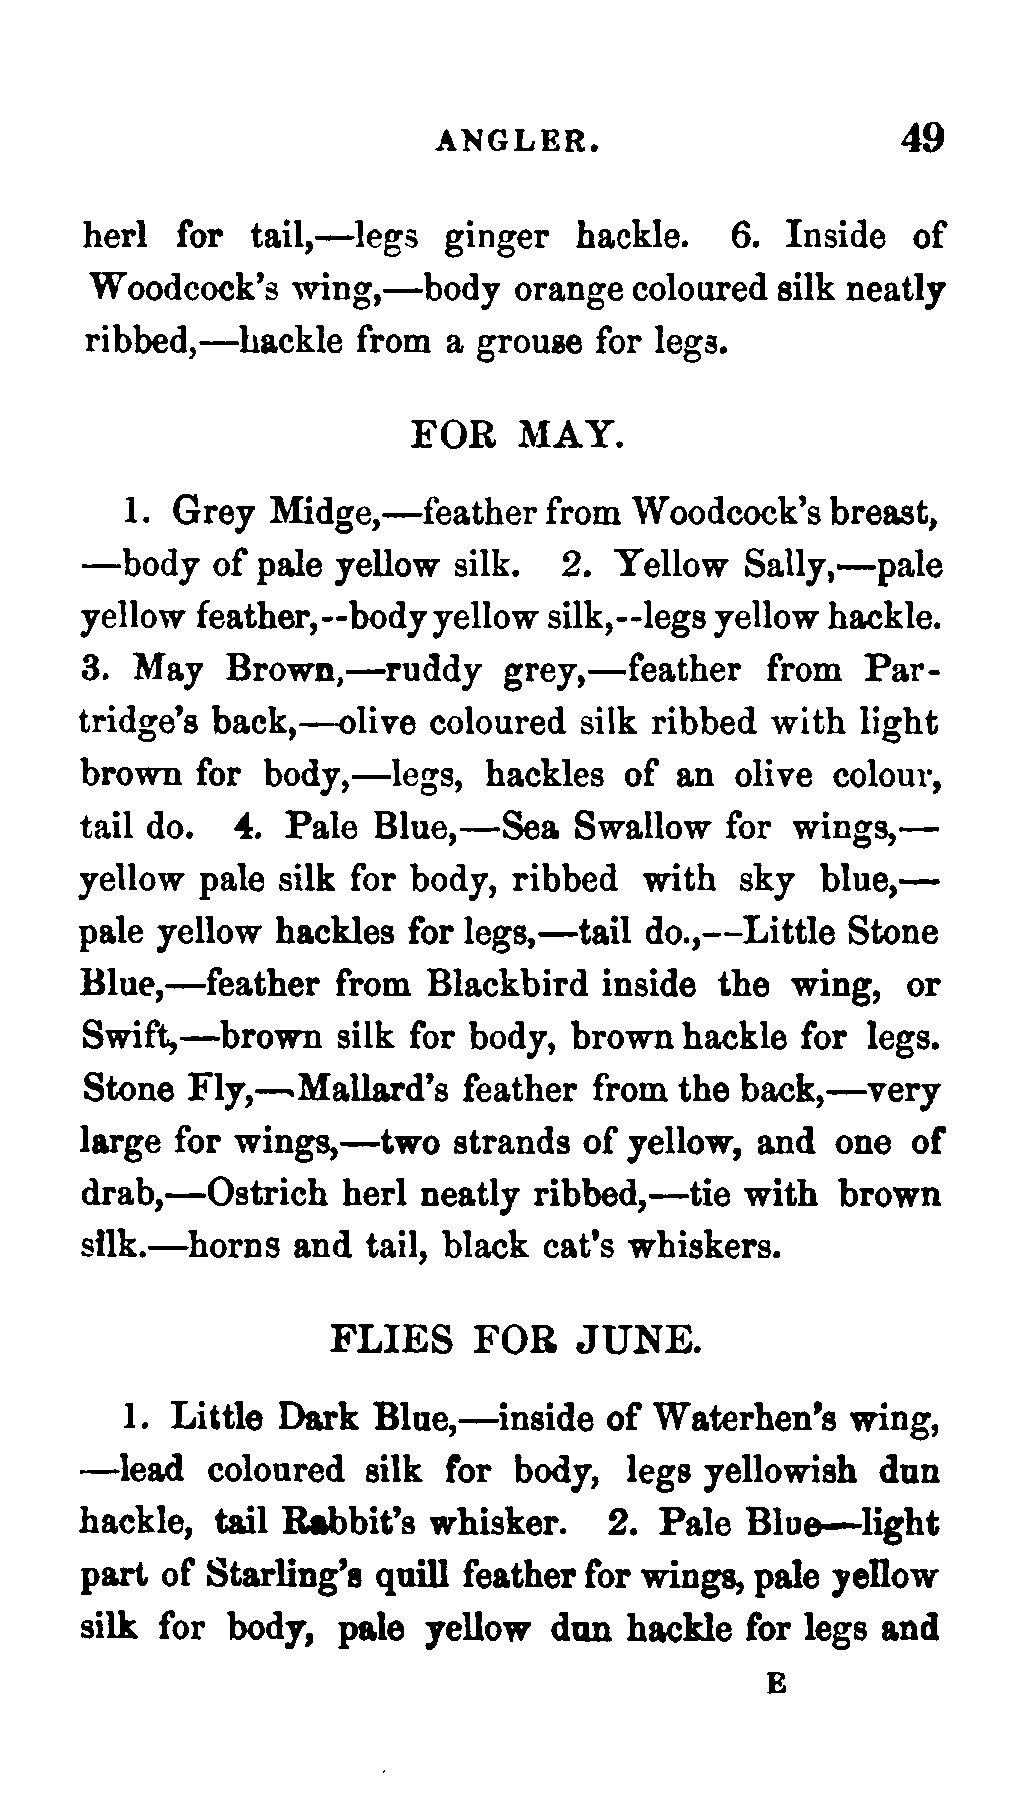 ANGLER. 49
herl for tail,—legs ginger hackle. 6. Inside of
Woodcock's wing,—body orange coloured silk neatly
ribbed,—hackle from a grouse for legs.
FOR MAY.
1. Grey Midge,—feather from Woodcock's breast,
—body of pale yellow silk. 2. Yellow Sally,—pale
yellow feather,--body yellow silk,--legs yellow hackle.
3. May Brown,—ruddy grey,—feather from Par-
tridge's back,—olive coloured silk ribbed with light
brown for body,—legs, hackles of an olive colour,
tail do. 4. Pale Blue,—Sea Swallow for wings,—
yellow pale silk for body, ribbed with sky blue,—
pale yellow hackles for legs,—tail do.,--Little Stone
Blue,—feather from Blackbird inside the wing, or
Swift,—brown silk for body, brown hackle for legs.
Stone Fly,—Mallard's feather from the back,—very
large for wings,—two strands of yellow, and one of
drab,—Ostrich herl neatly ribbed,—tie with brown
silk.—horns and tail, black cat's whiskers.
FLIES FOR JUNE.
1. Little Dark Blue,—inside of Waterhen's wing,
—lead coloured silk for body, legs yellowish dun
hackle, tail Rabbit's whisker. 2. Pale Blue—light
part of Starling's quill feather for wings, pale yellow
silk for body, pale yellow dun hackle for legs and
E